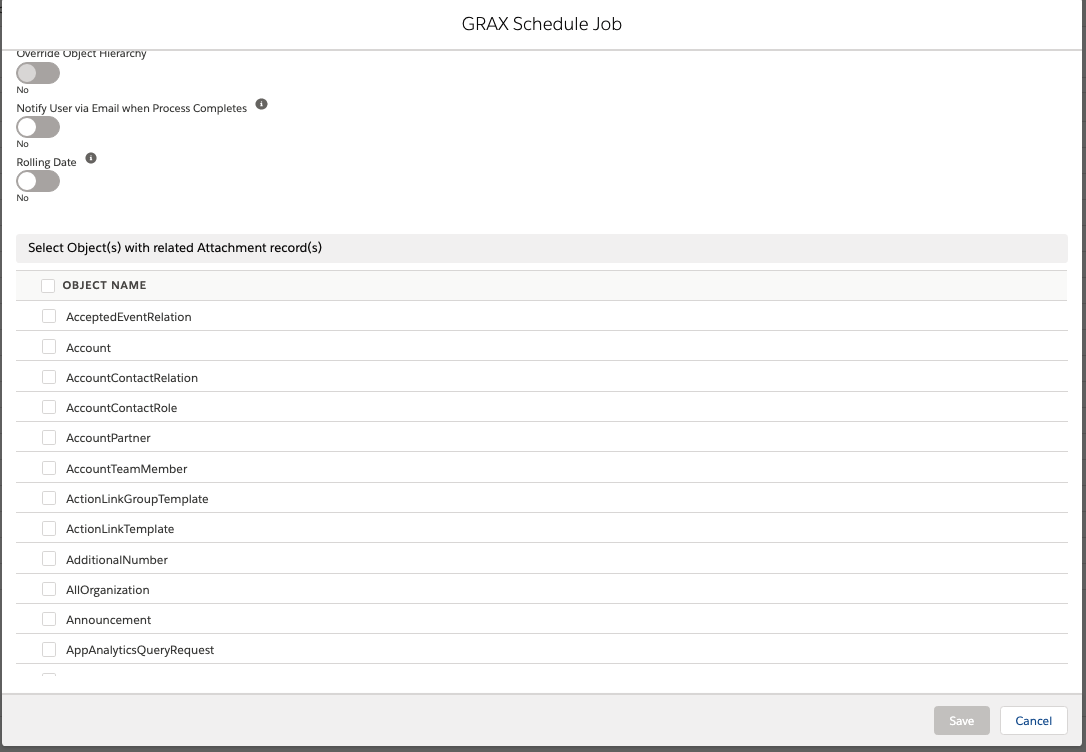 GRAX Schedule Job
Override Object Hierarchy
No
Notify User via Email when Process Completes
No
Rolling Date
No
Select Object(s) with related Attachment record(s)
OBJECT NAME
AcceptedEventRelation
Account
AccountContactRelation
AccountContactRole
AccountPartner
AccountTeamMember
ActionLinkGroupTemplate
ActionLinkTemplate
AdditionalNumber
AllOrganization
Announcement
AppAnalyticsQueryRequest
Save Cancel